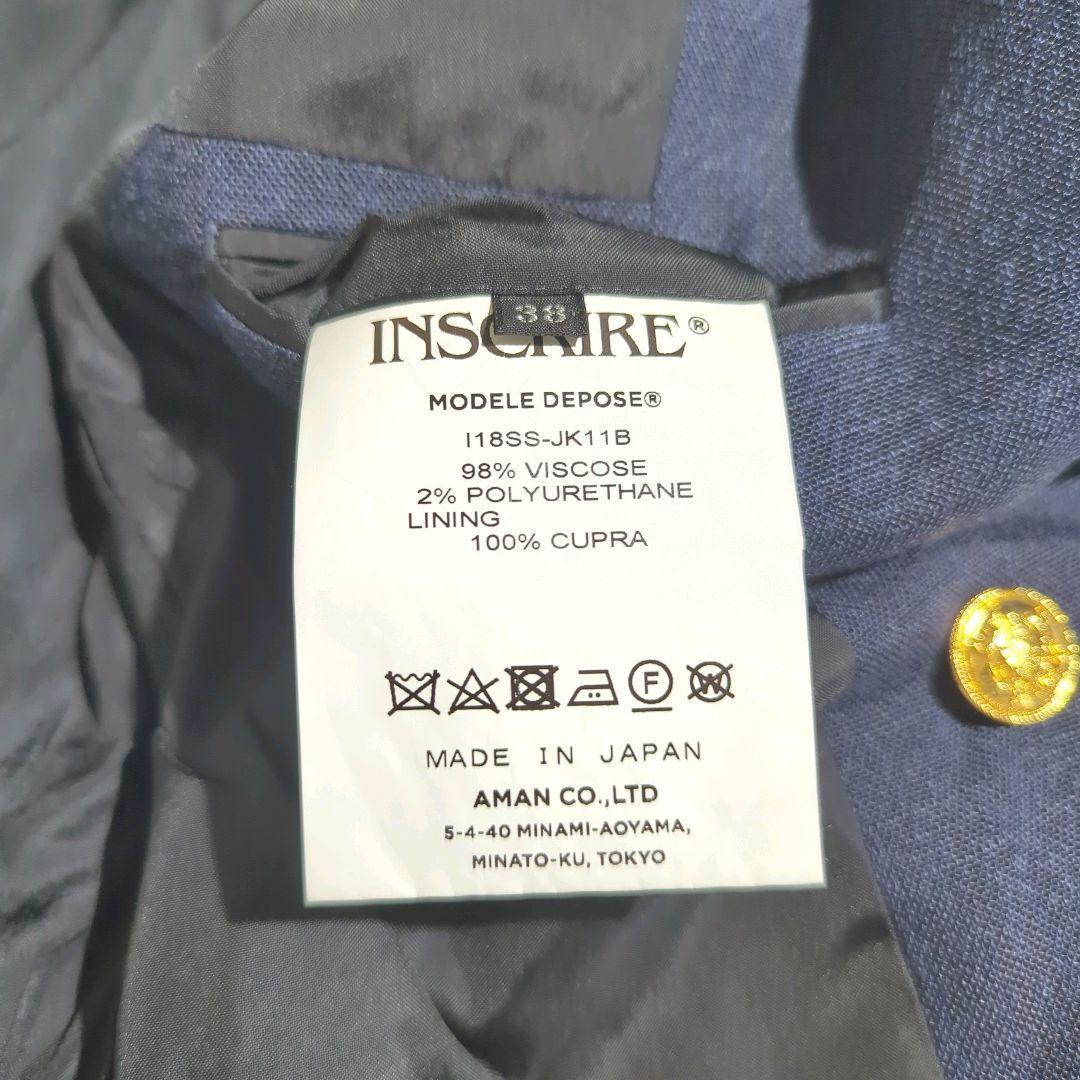 38
INSCRIRE®
MODELE DEPOSE®
I18SS-JK11B
98% VISCOSE
2% POLYURETHANE
LINING
100% CUPRA
F W
MADE IN JAPAN
AMAN CO.,LTD
5-4-40 MINAMI-AOYAMA,
MINATO-KU, TOKYO